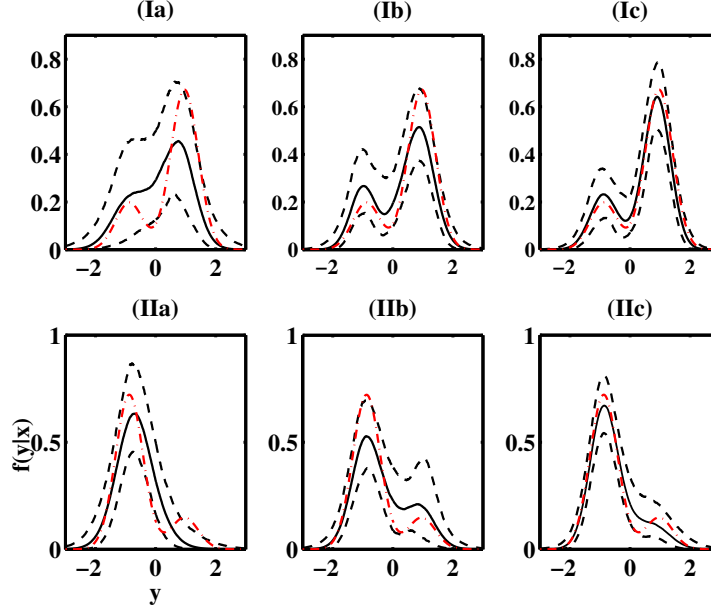 (Ia) (Ib) (Ic)
0.8 0.8 0.8
0.6 0.6 0.6
0.4 0.4 0.4
0.2 0.2 0.2
0 0 0
−2 0 2 −2 0 2 −2 0 2
(IIa) (IIb) (IIc)
1 1 1
0.5 0.5 0.5
0 0 0
−2 0 2 −2 0 2 −2 0 2
f(y|x)
y